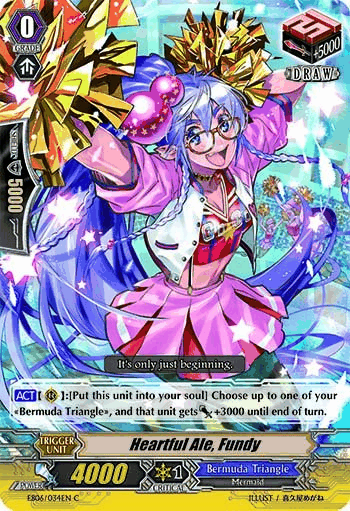 0
GRADE
+5000
DRAW
SHIELD
5000
It's only just beginning.
ACT[ ]:[Put this unit into your soul] Choose up to one of your
«Bermuda Triangle», and that unit gets +3000 until end of turn.
TRIGGER
UNIT
Heartful Ale, Fundy
4000
POWER
1
CRITICAL
Bermuda Triangle
Mermaid
EB06/034EN C
ILLUST / 喜久屋めがね